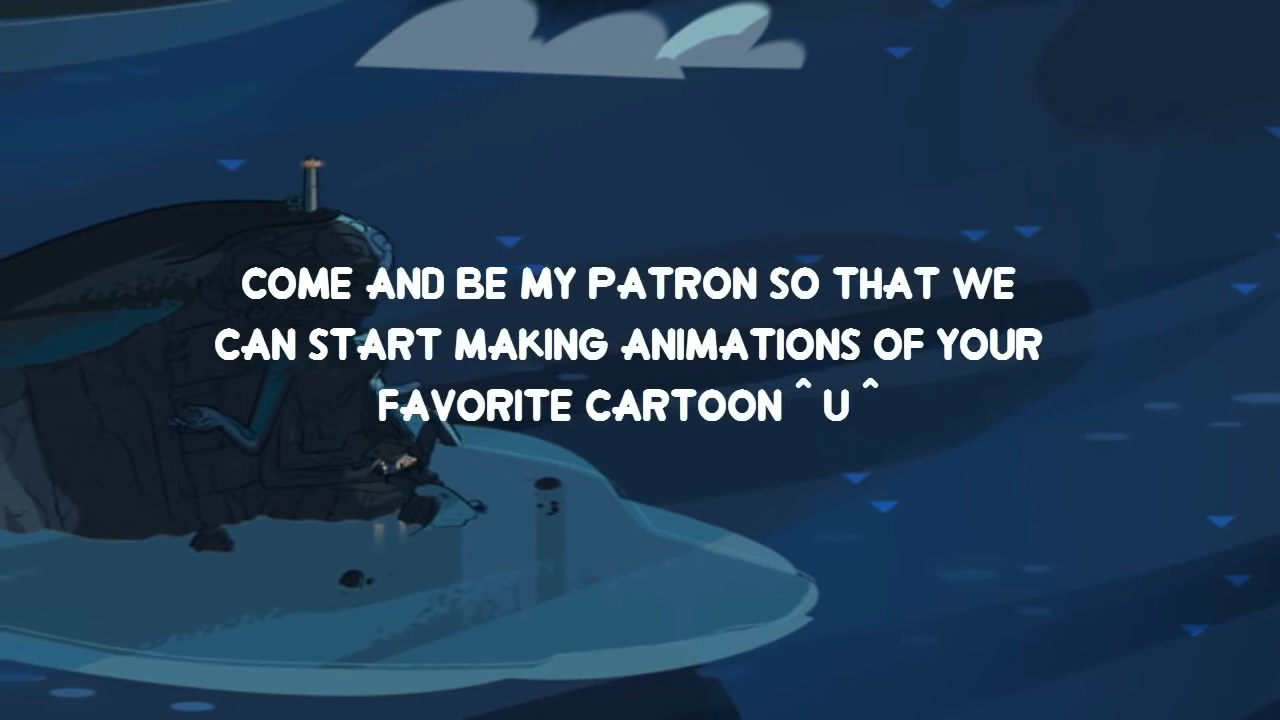 COME AND BE MY PATRON SO THAT WE
CAN START MAKING ANIMATIONS OF YOUR
FAVORITE CARTOON ^U^